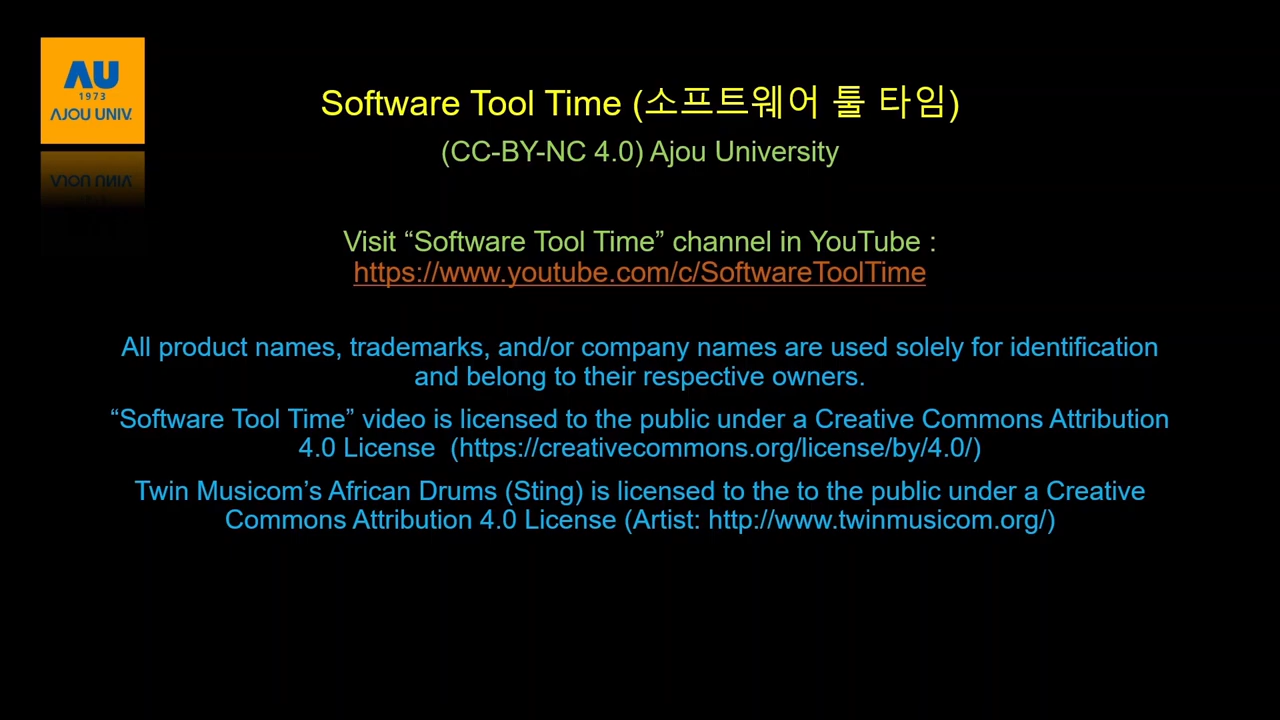 AU
1973
AJOU UNIV.
Software Tool Time (소프트웨어 툴 타임)
(CC-BY-NC 4.0) Ajou University
Visit “Software Tool Time” channel in YouTube :
https://www.youtube.com/c/SoftwareToolTime
All product names, trademarks, and/or company names are used solely for identification
and belong to their respective owners.
“Software Tool Time” video is licensed to the public under a Creative Commons Attribution
4.0 License  (https://creativecommons.org/license/by/4.0/)
Twin Musicom’s African Drums (Sting) is licensed to the to the public under a Creative
Commons Attribution 4.0 License (Artist: http://www.twinmusicom.org/)